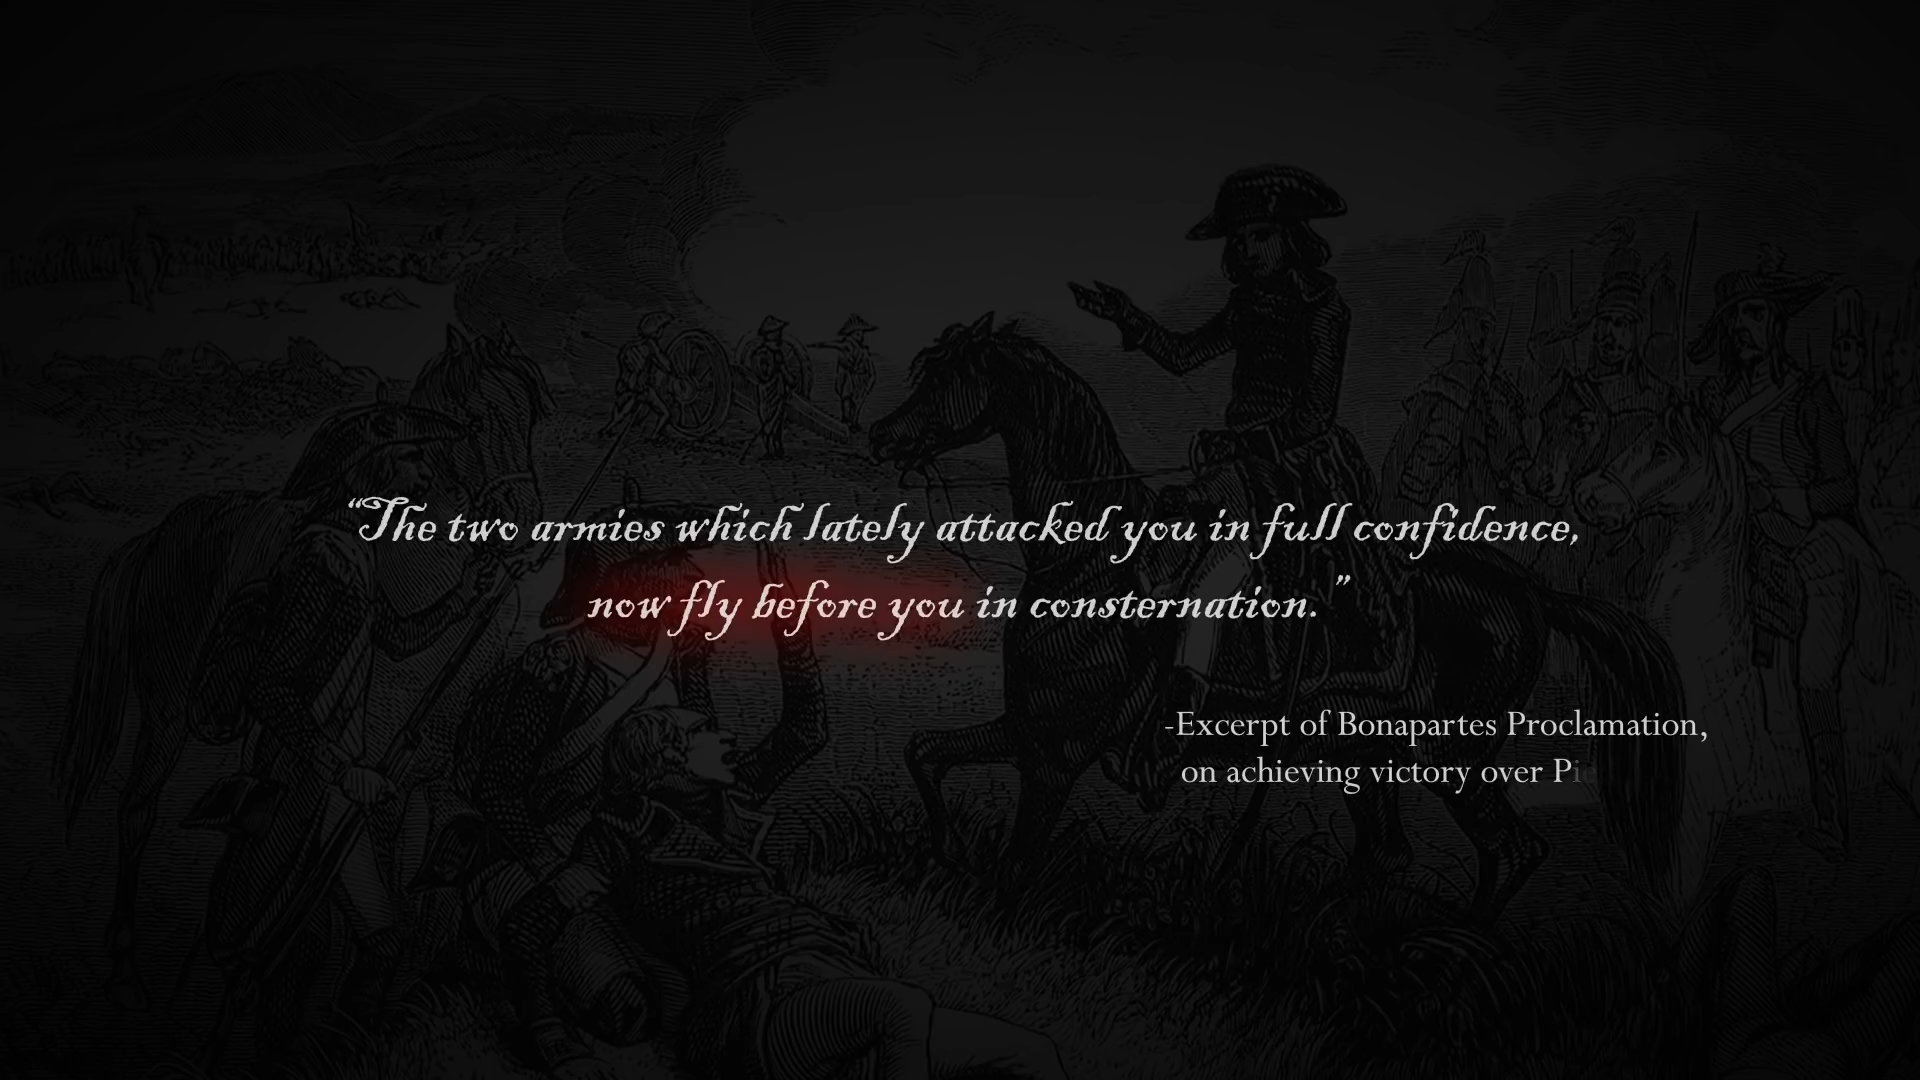 “The two armies which lately attacked you in full confidence,
now fly before you in consternation.”
-Excerpt of Bonapartes Proclamation,
on achieving victory over